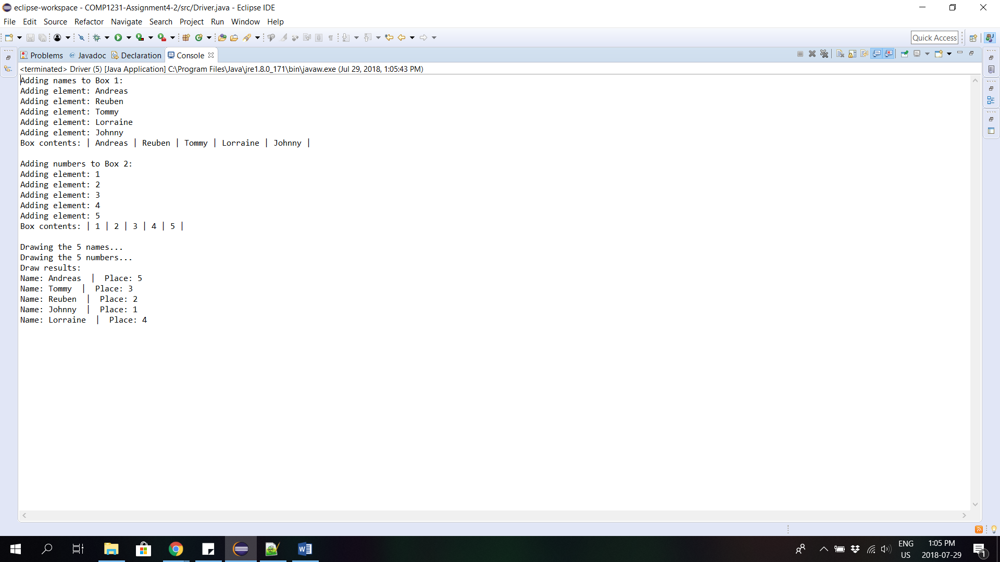 eclipse-workspace - COMP1231-Assignment4-2/src/Driver.java - Eclipse IDE
File Edit Source Refactor Navigate Search Project Run Window Help
Quick Access
Problems @ Javadoc Declaration Console
<terminated> Driver (5) [Java Application] C:\Program Files\Java\jre1.8.0_171\bin\javaw.exe (Jul 29, 2018, 1:05:43 PM)
Adding names to Box 1:
Adding element: Andreas
Adding element: Reuben
Adding element: Tommy
Adding element: Lorraine
Adding element: Johnny
Box contents: | Andreas | Reuben | Tommy | Lorraine | Johnny |
Adding numbers to Box 2:
Adding element: 1
Adding element: 2
Adding element: 3
Adding element: 4
Adding element: 5
Box contents: | 1 | 2 | 3 | 4 | 5 |
Drawing the 5 names...
Drawing the 5 numbers...
Draw results:
Name: Andreas  |  Place: 5
Name: Tommy  |  Place: 3
Name: Reuben  |  Place: 2
Name: Johnny  |  Place: 1
Name: Lorraine  |  Place: 4
ENG 1:05 PM
US 2018-07-29 1